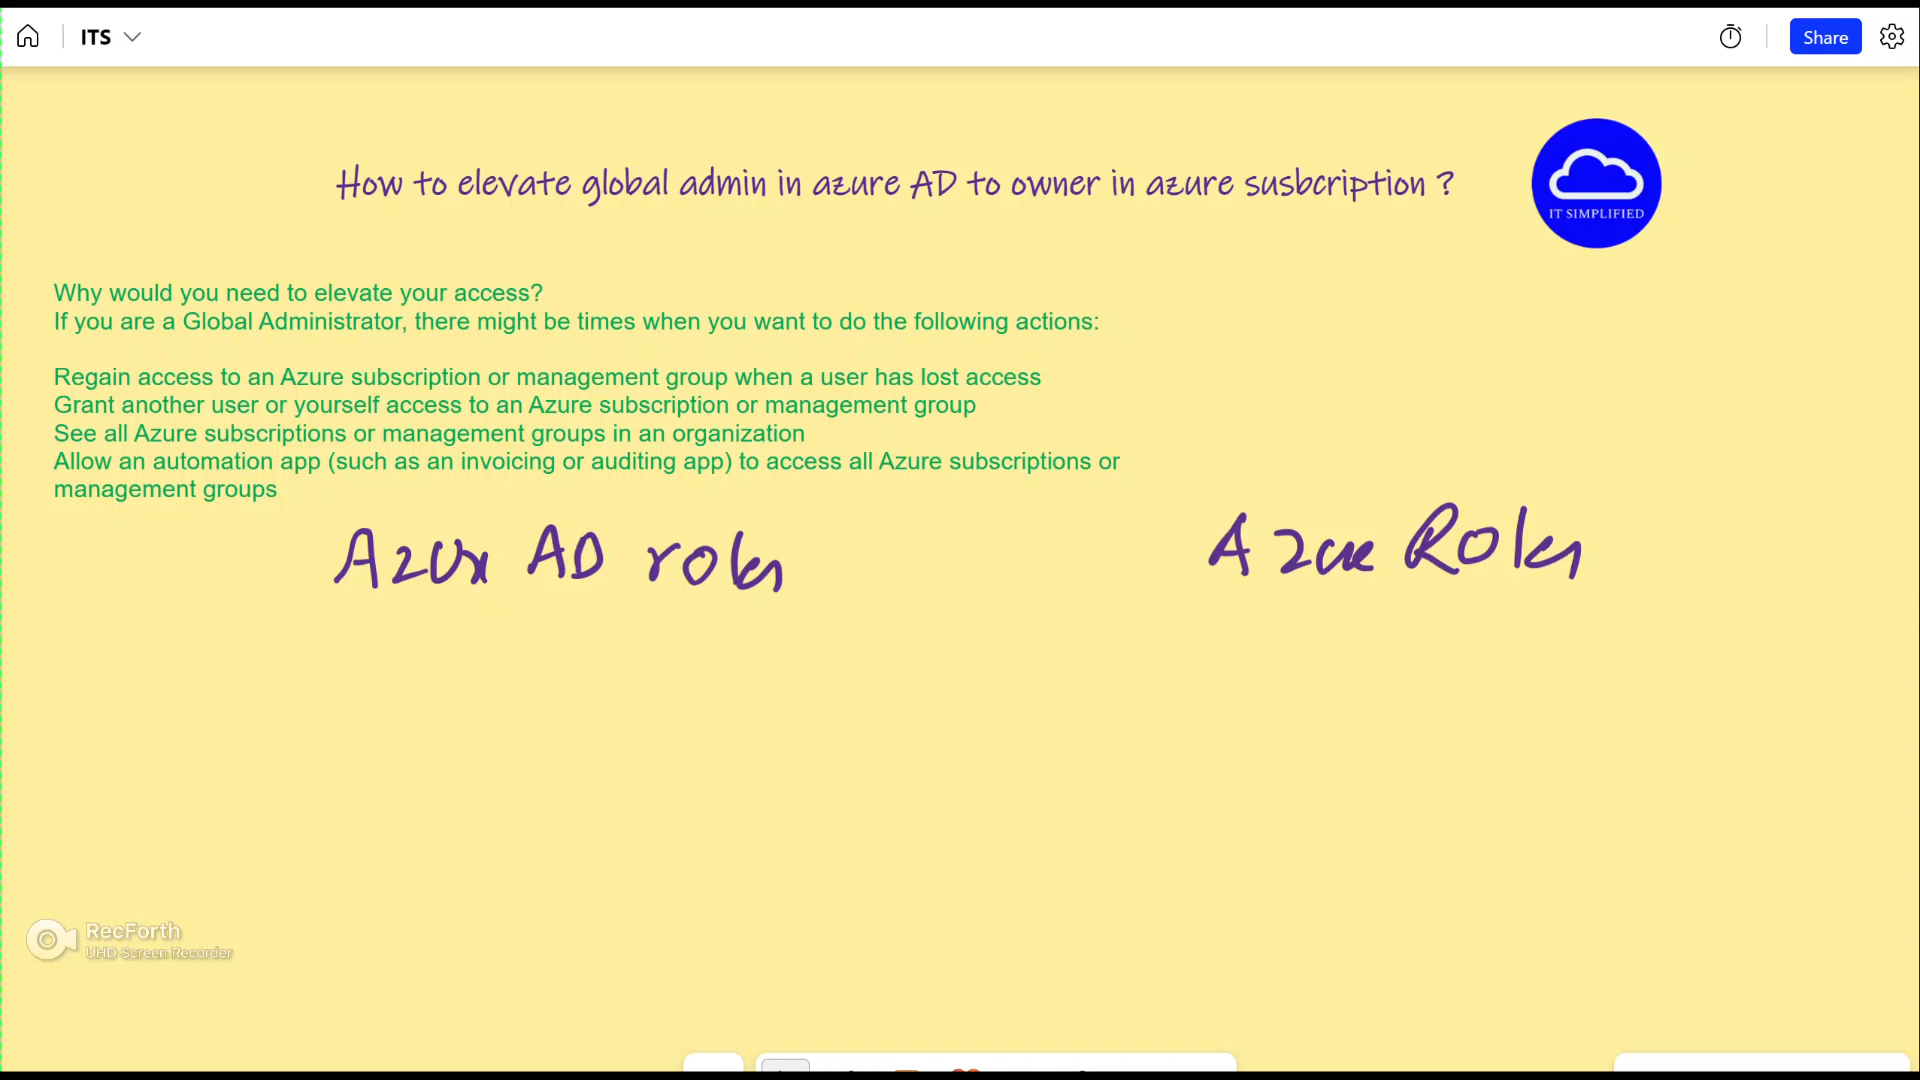 ITS
Share
How to elevate global admin in azure AD to owner in azure susbcription ?
IT SIMPLIFIED
Why would you need to elevate your access?
If you are a Global Administrator, there might be times when you want to do the following actions:
Regain access to an Azure subscription or management group when a user has lost access
Grant another user or yourself access to an Azure subscription or management group
See all Azure subscriptions or management groups in an organization
Allow an automation app (such as an invoicing or auditing app) to access all Azure subscriptions or
management groups
Azure AD roles
Azure Roles
RecForth
UHD Screen Recorder